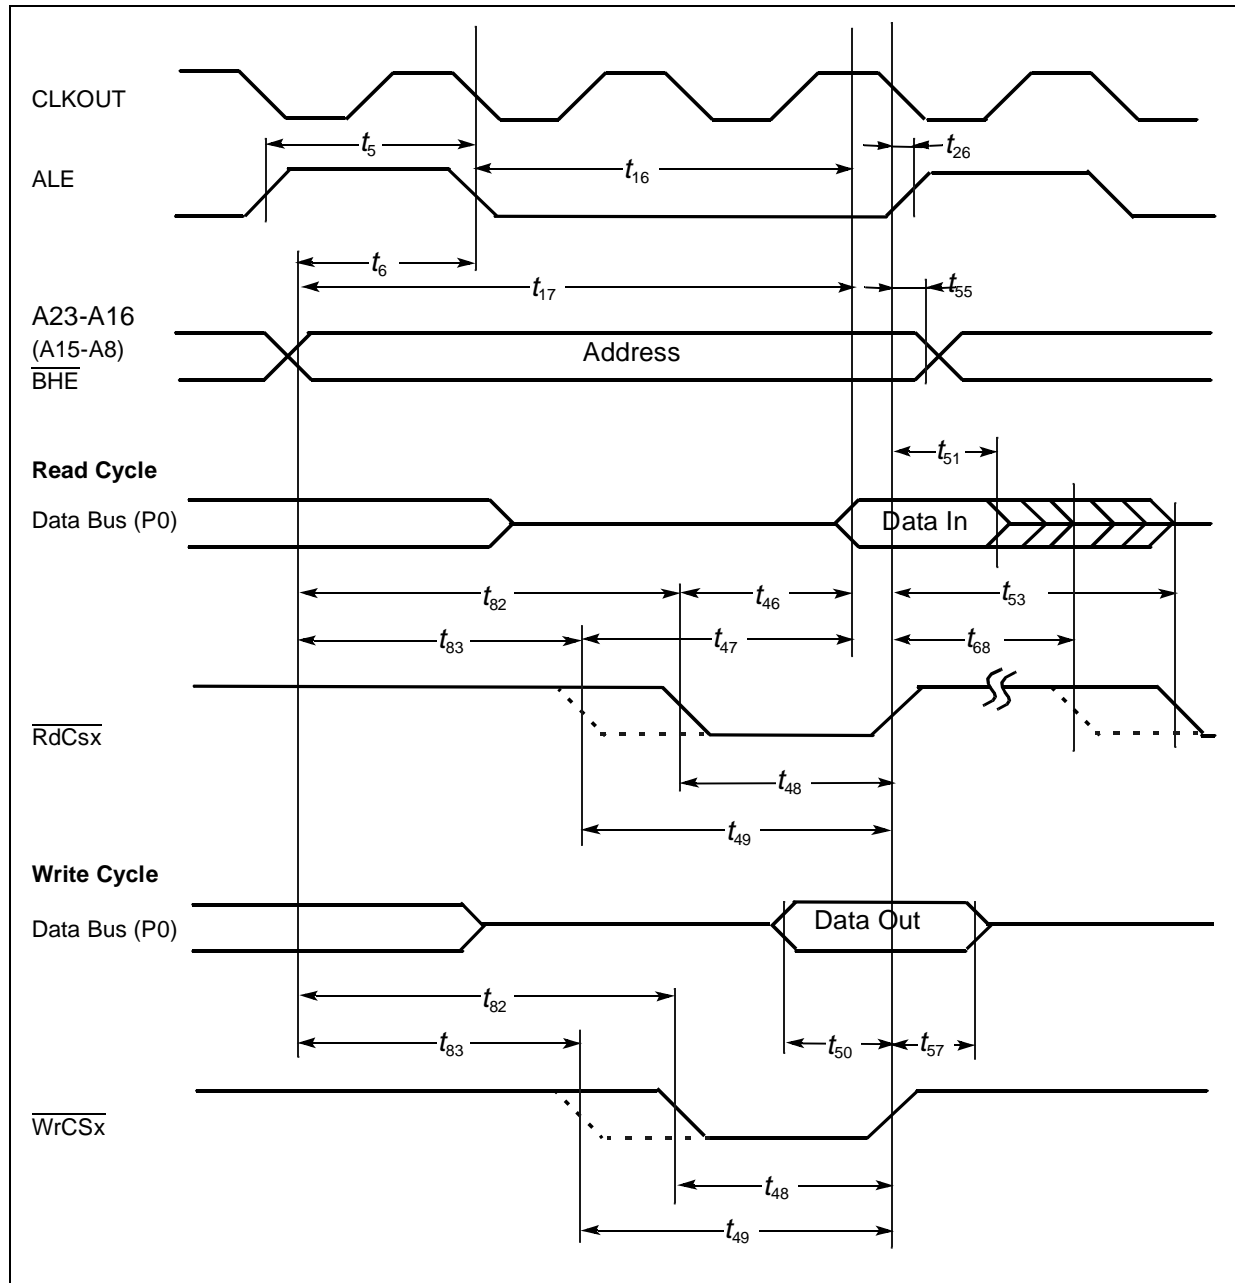 CLKOUT
t5
t26
ALE
t16
t6
t17
t55
A23-A16
(A15-A8)
BHE
Address
t51
Read Cycle
Data Bus (P0)
Data In
t82
t46
t53
t83
t47
t68
RdCsx
t48
t49
Write Cycle
Data Bus (P0)
Data Out
t82
t83
t50
t57
WrCSx
t48
t49